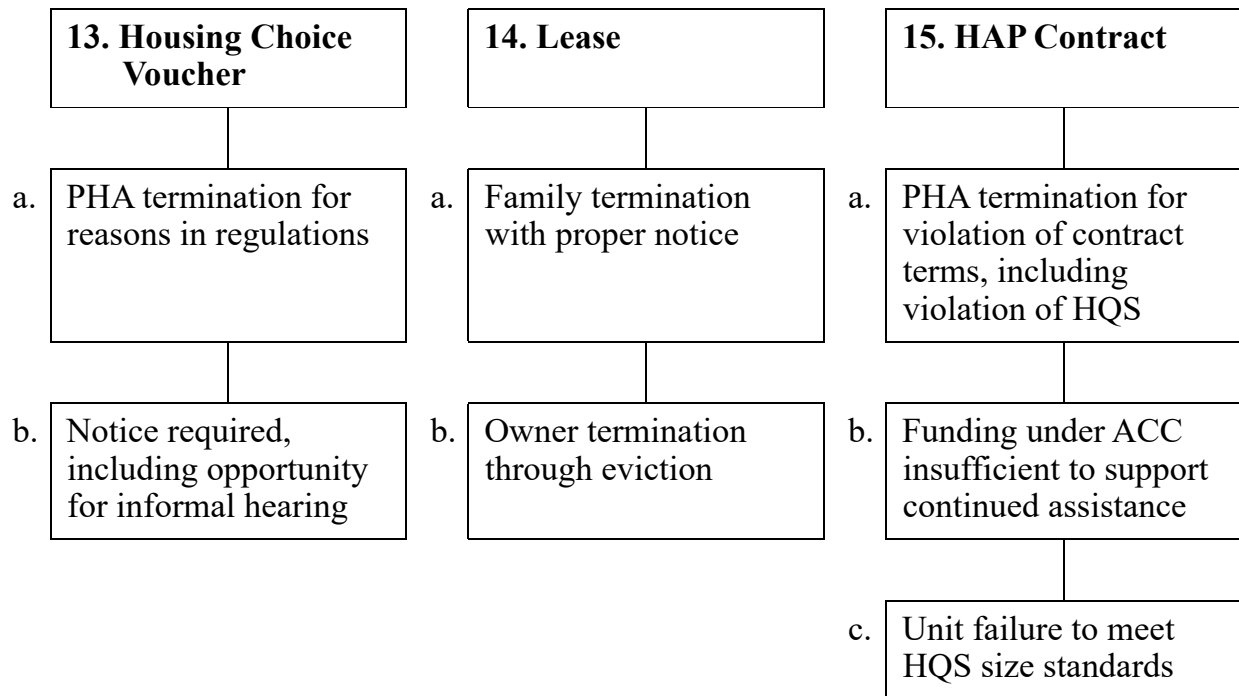 13. Housing Choice
Voucher
a. PHA termination for
reasons in regulations
b. Notice required,
including opportunity
for informal hearing
14. Lease
a. Family termination
with proper notice
b. Owner termination
through eviction
15. HAP Contract
a. PHA termination for
violation of contract
terms, including
violation of HQS
b. Funding under ACC
insufficient to support
continued assistance
c. Unit failure to meet
HQS size standards